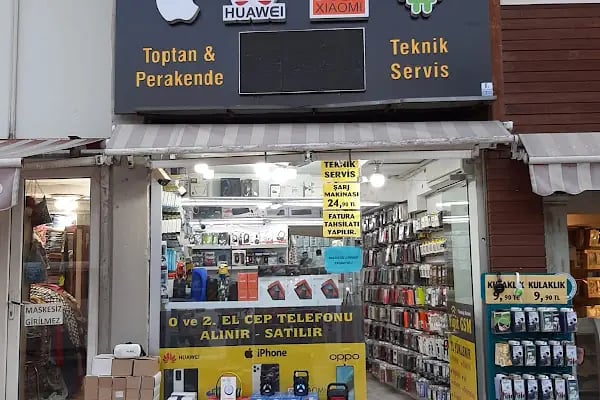 HUAWEI
XIAOMI
Toptan &
Perakende
Teknik
Servis
TEKNİK
SERVİS
ŞARJ
MAKİNASI
24,90 TL
FATURA
TAHSİLATI
YAPILIR.
MASKESİZ
GİRİLMEZ
KULAKLIK
9,90 TL
KULAKLIK
9,90 TL
0 ve 2. EL CEP TELEFONU
ALINIR - SATILIR
HUAWEI
iPhone
oppo
XIAOMI
GSM